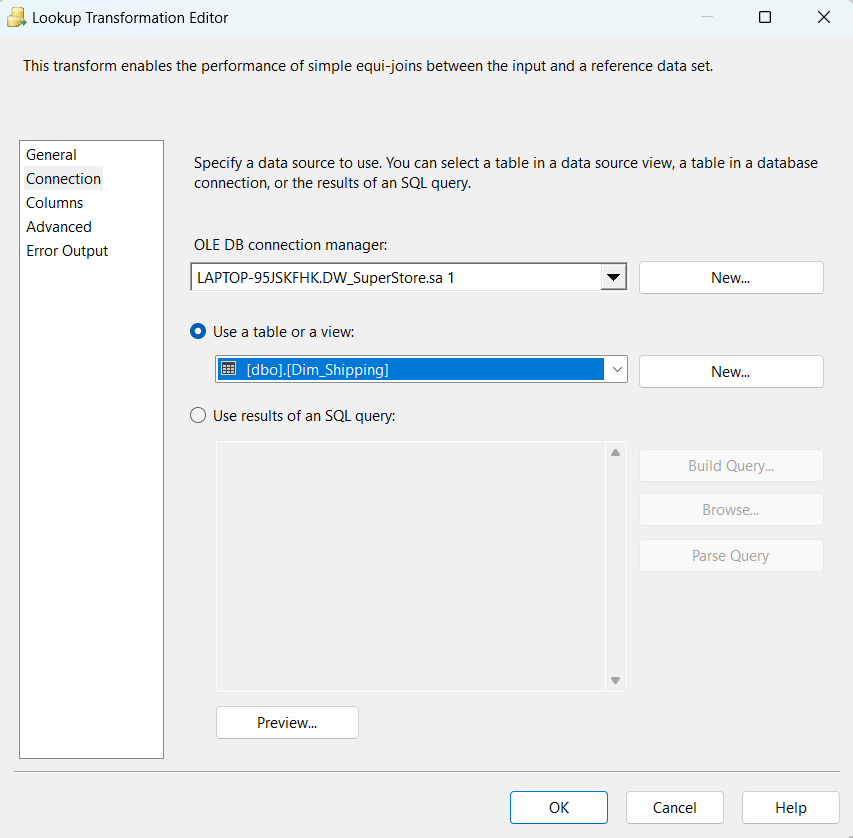 Lookup Transformation Editor
This transform enables the performance of simple equi-joins between the input and a reference data set.
General
Connection
Columns
Advanced
Error Output
Specify a data source to use. You can select a table in a data source view, a table in a database
connection, or the results of an SQL query.
OLE DB connection manager:
LAPTOP-95JSKFHK.DW_SuperStore.sa 1
New...
Use a table or a view:
[dbo].[Dim_Shipping]
New...
Use results of an SQL query:
Build Query...
Browse...
Parse Query
Preview...
OK
Cancel
Help